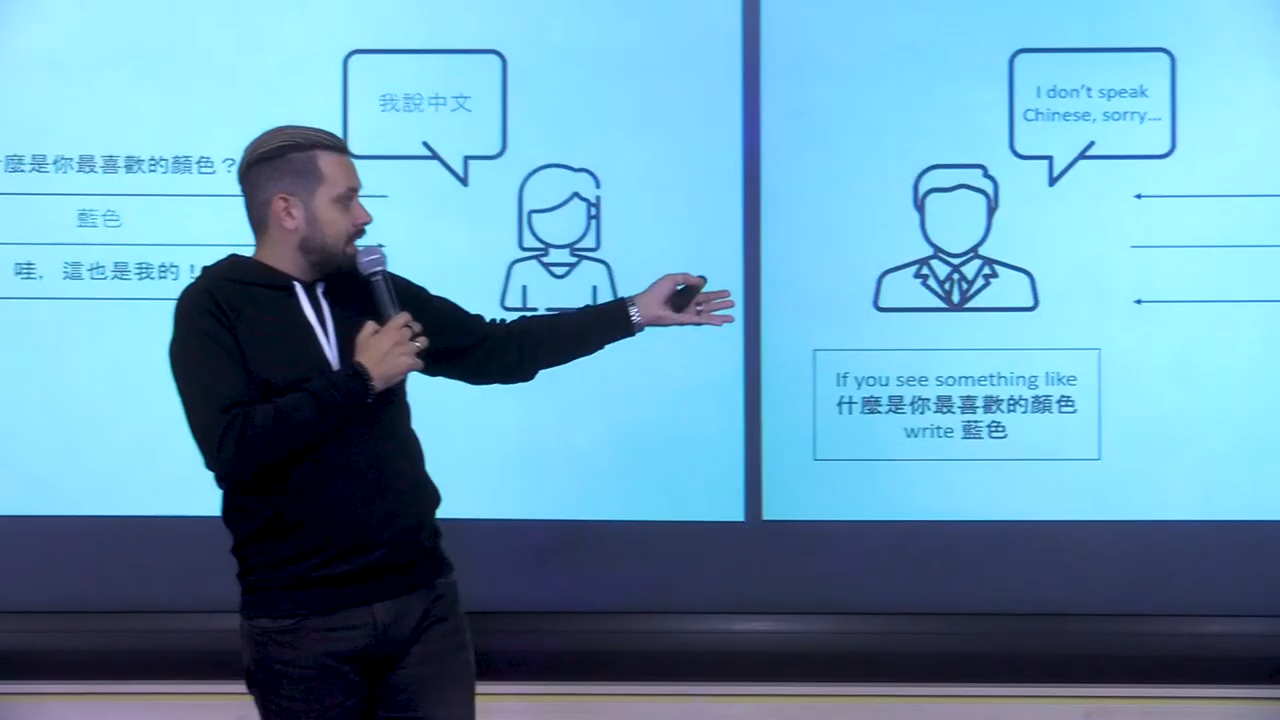 麼是你最喜歡的顏色？
藍色
哇，這也是我的！
我說中文
I don't speak
Chinese, sorry...
If you see something like
什麼是你最喜歡的顏色
write 藍色